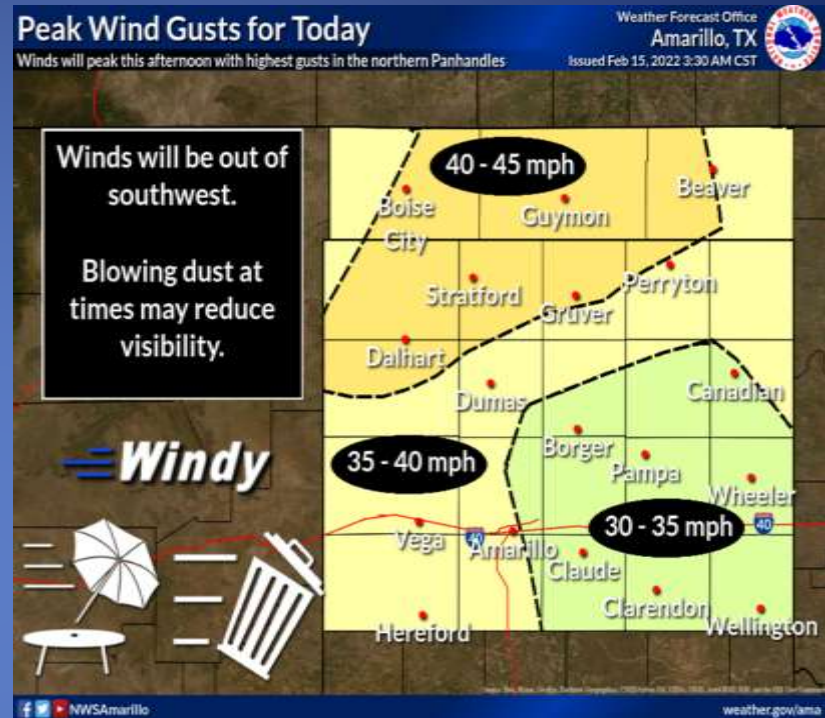 Peak Wind Gusts for Today
Winds will peak this afternoon with highest gusts in the northern Panhandles
Weather Forecast Office
Amarillo, TX
Issued Feb 15, 2022 3:30 AM CST
Winds will be out of
southwest.
Blowing dust at
times may reduce
visibility.
40 - 45 mph
Boise
City
Guymon
Beaver
Stratford
Gruver
Perryton
Dalhart
Dumas
Canadian
Windy
35 - 40 mph
Borger
Pampa
Wheeler
30 - 35 mph
40
Vega
40
Amarillo
Claude
Clarendon
Hereford
Wellington
NWSAmarillo
weather.gov/ama